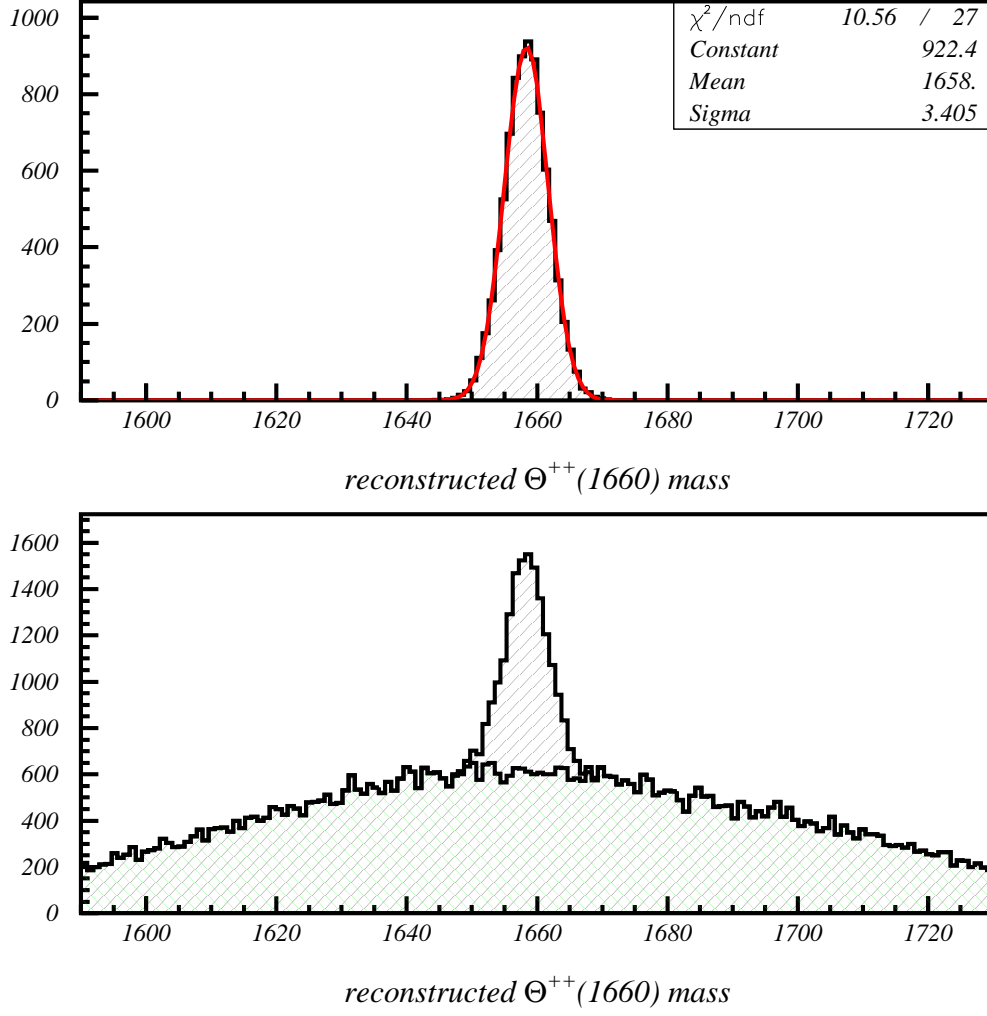 1000
800
600
400
200
0
χ²/ndf 10.56 / 27
Constant 922.4
Mean 1658.
Sigma 3.405
1600 1620 1640 1660 1680 1700 1720
reconstructed Θ⁺⁺(1660) mass
1600
1400
1200
1000
800
600
400
200
0
1600 1620 1640 1660 1680 1700 1720
reconstructed Θ⁺⁺(1660) mass